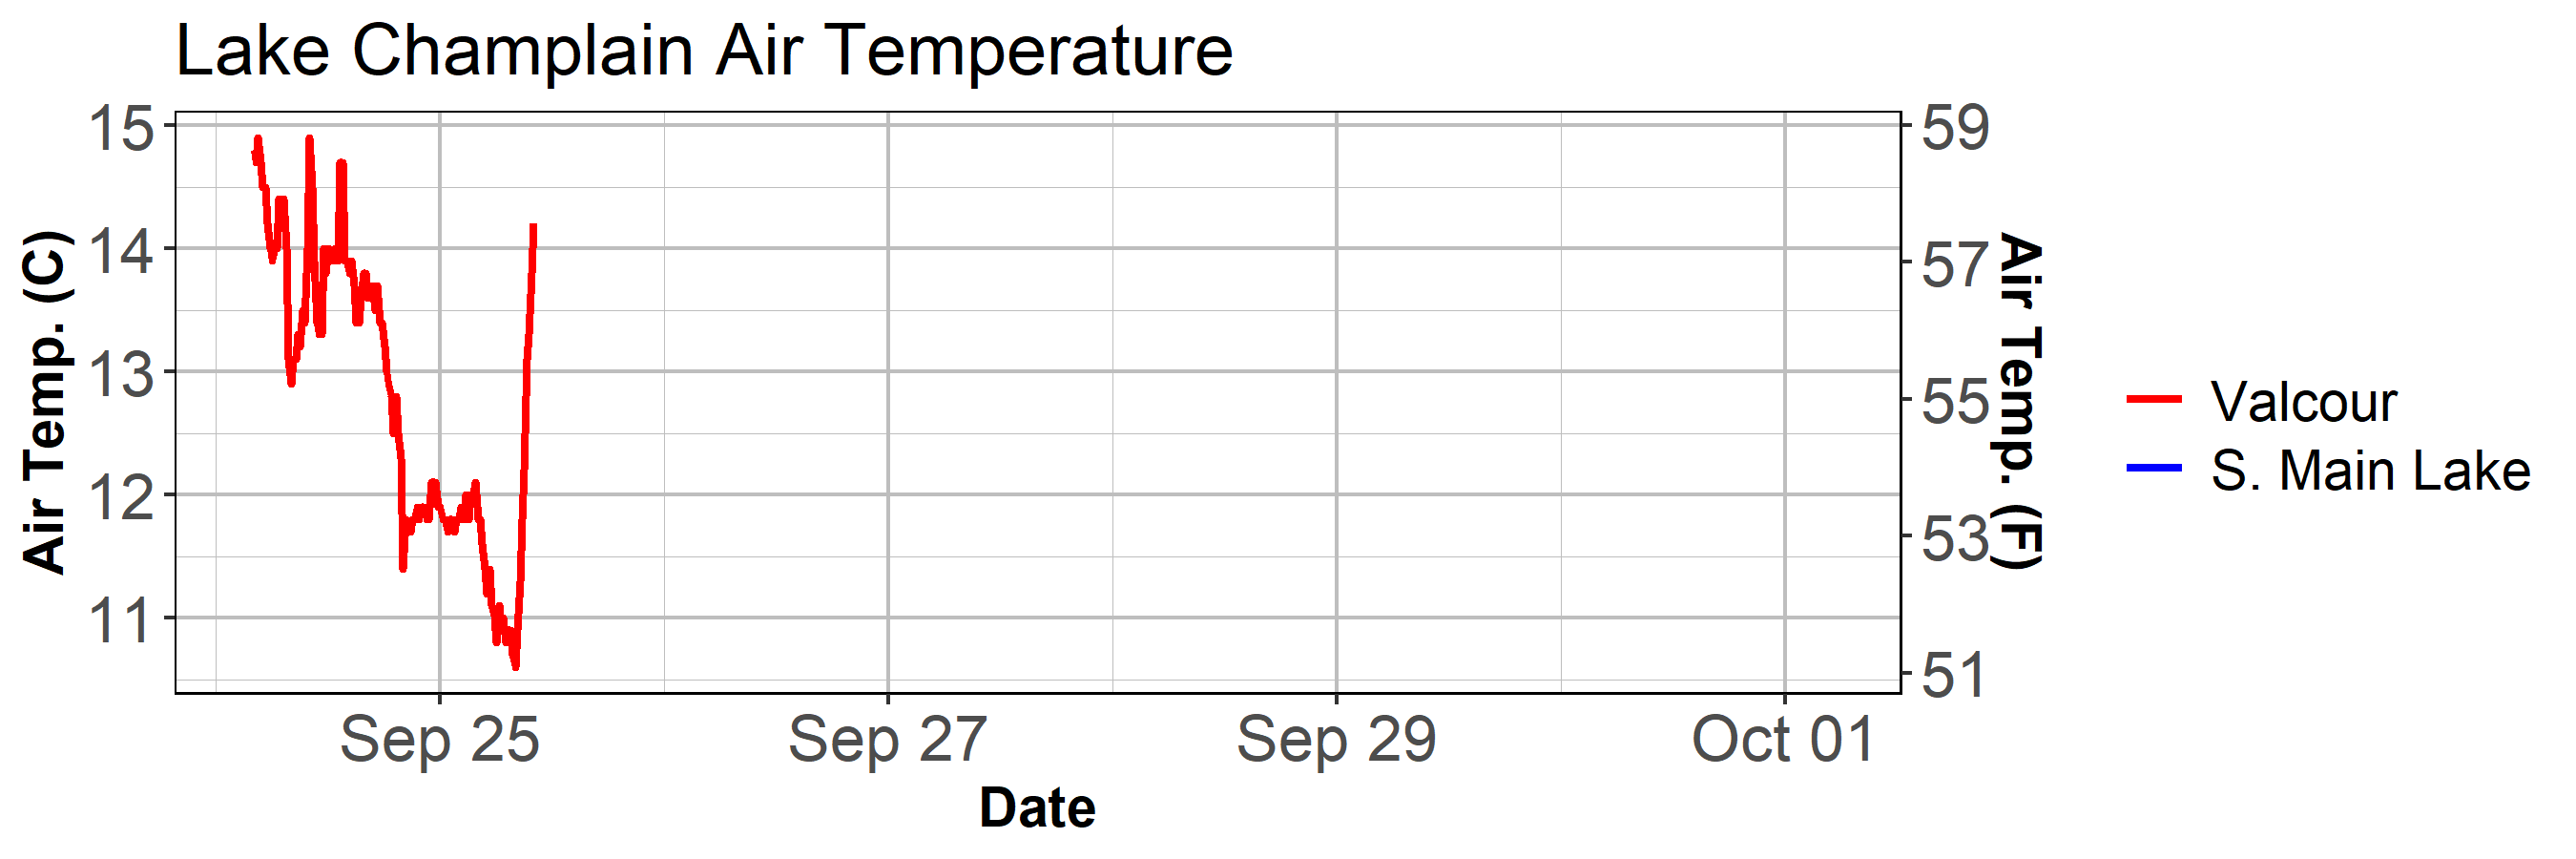 Lake Champlain Air Temperature
15
14
13
12
11
Air Temp. (C)
59
57
55
53
51
Air Temp. (F)
Sep 25
Sep 27
Sep 29
Oct 01
Date
Valcour
S. Main Lake